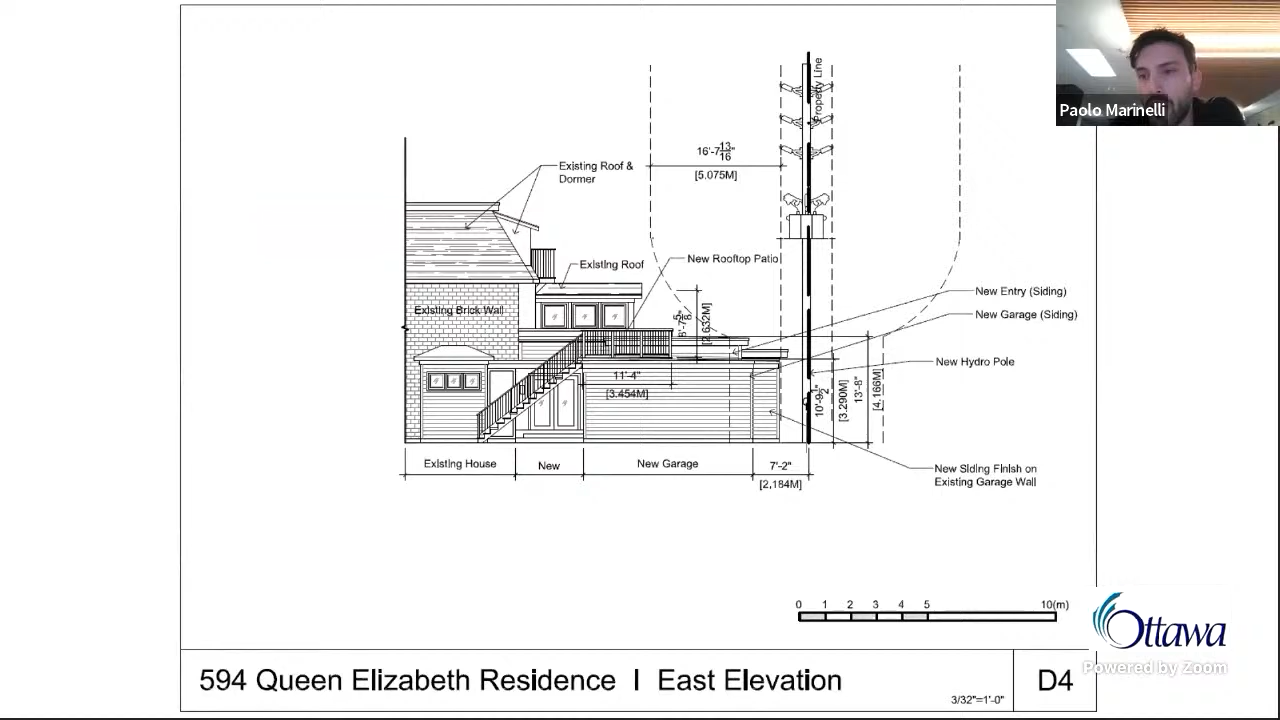 Paolo Marinelli
Property Line
16'-7 13/16"
[5.075M]
Existing Roof &
Dormer
Existing Roof
New Rooftop Patio
New Entry (Siding)
New Garage (Siding)
Existing Brick Wall
[2.632M]
New Hydro Pole
11'-4"
[3.454M]
10'-9 1/2"
[3.290M]
13'-8"
[4.166M]
Existing House
New
New Garage
7'-2"
[2,184M]
New Siding Finish on
Existing Garage Wall
0 1 2 3 4 5 10(m)
Ottawa
Powered by Zoom
594 Queen Elizabeth Residence | East Elevation
3/32"=1'-0"
D4